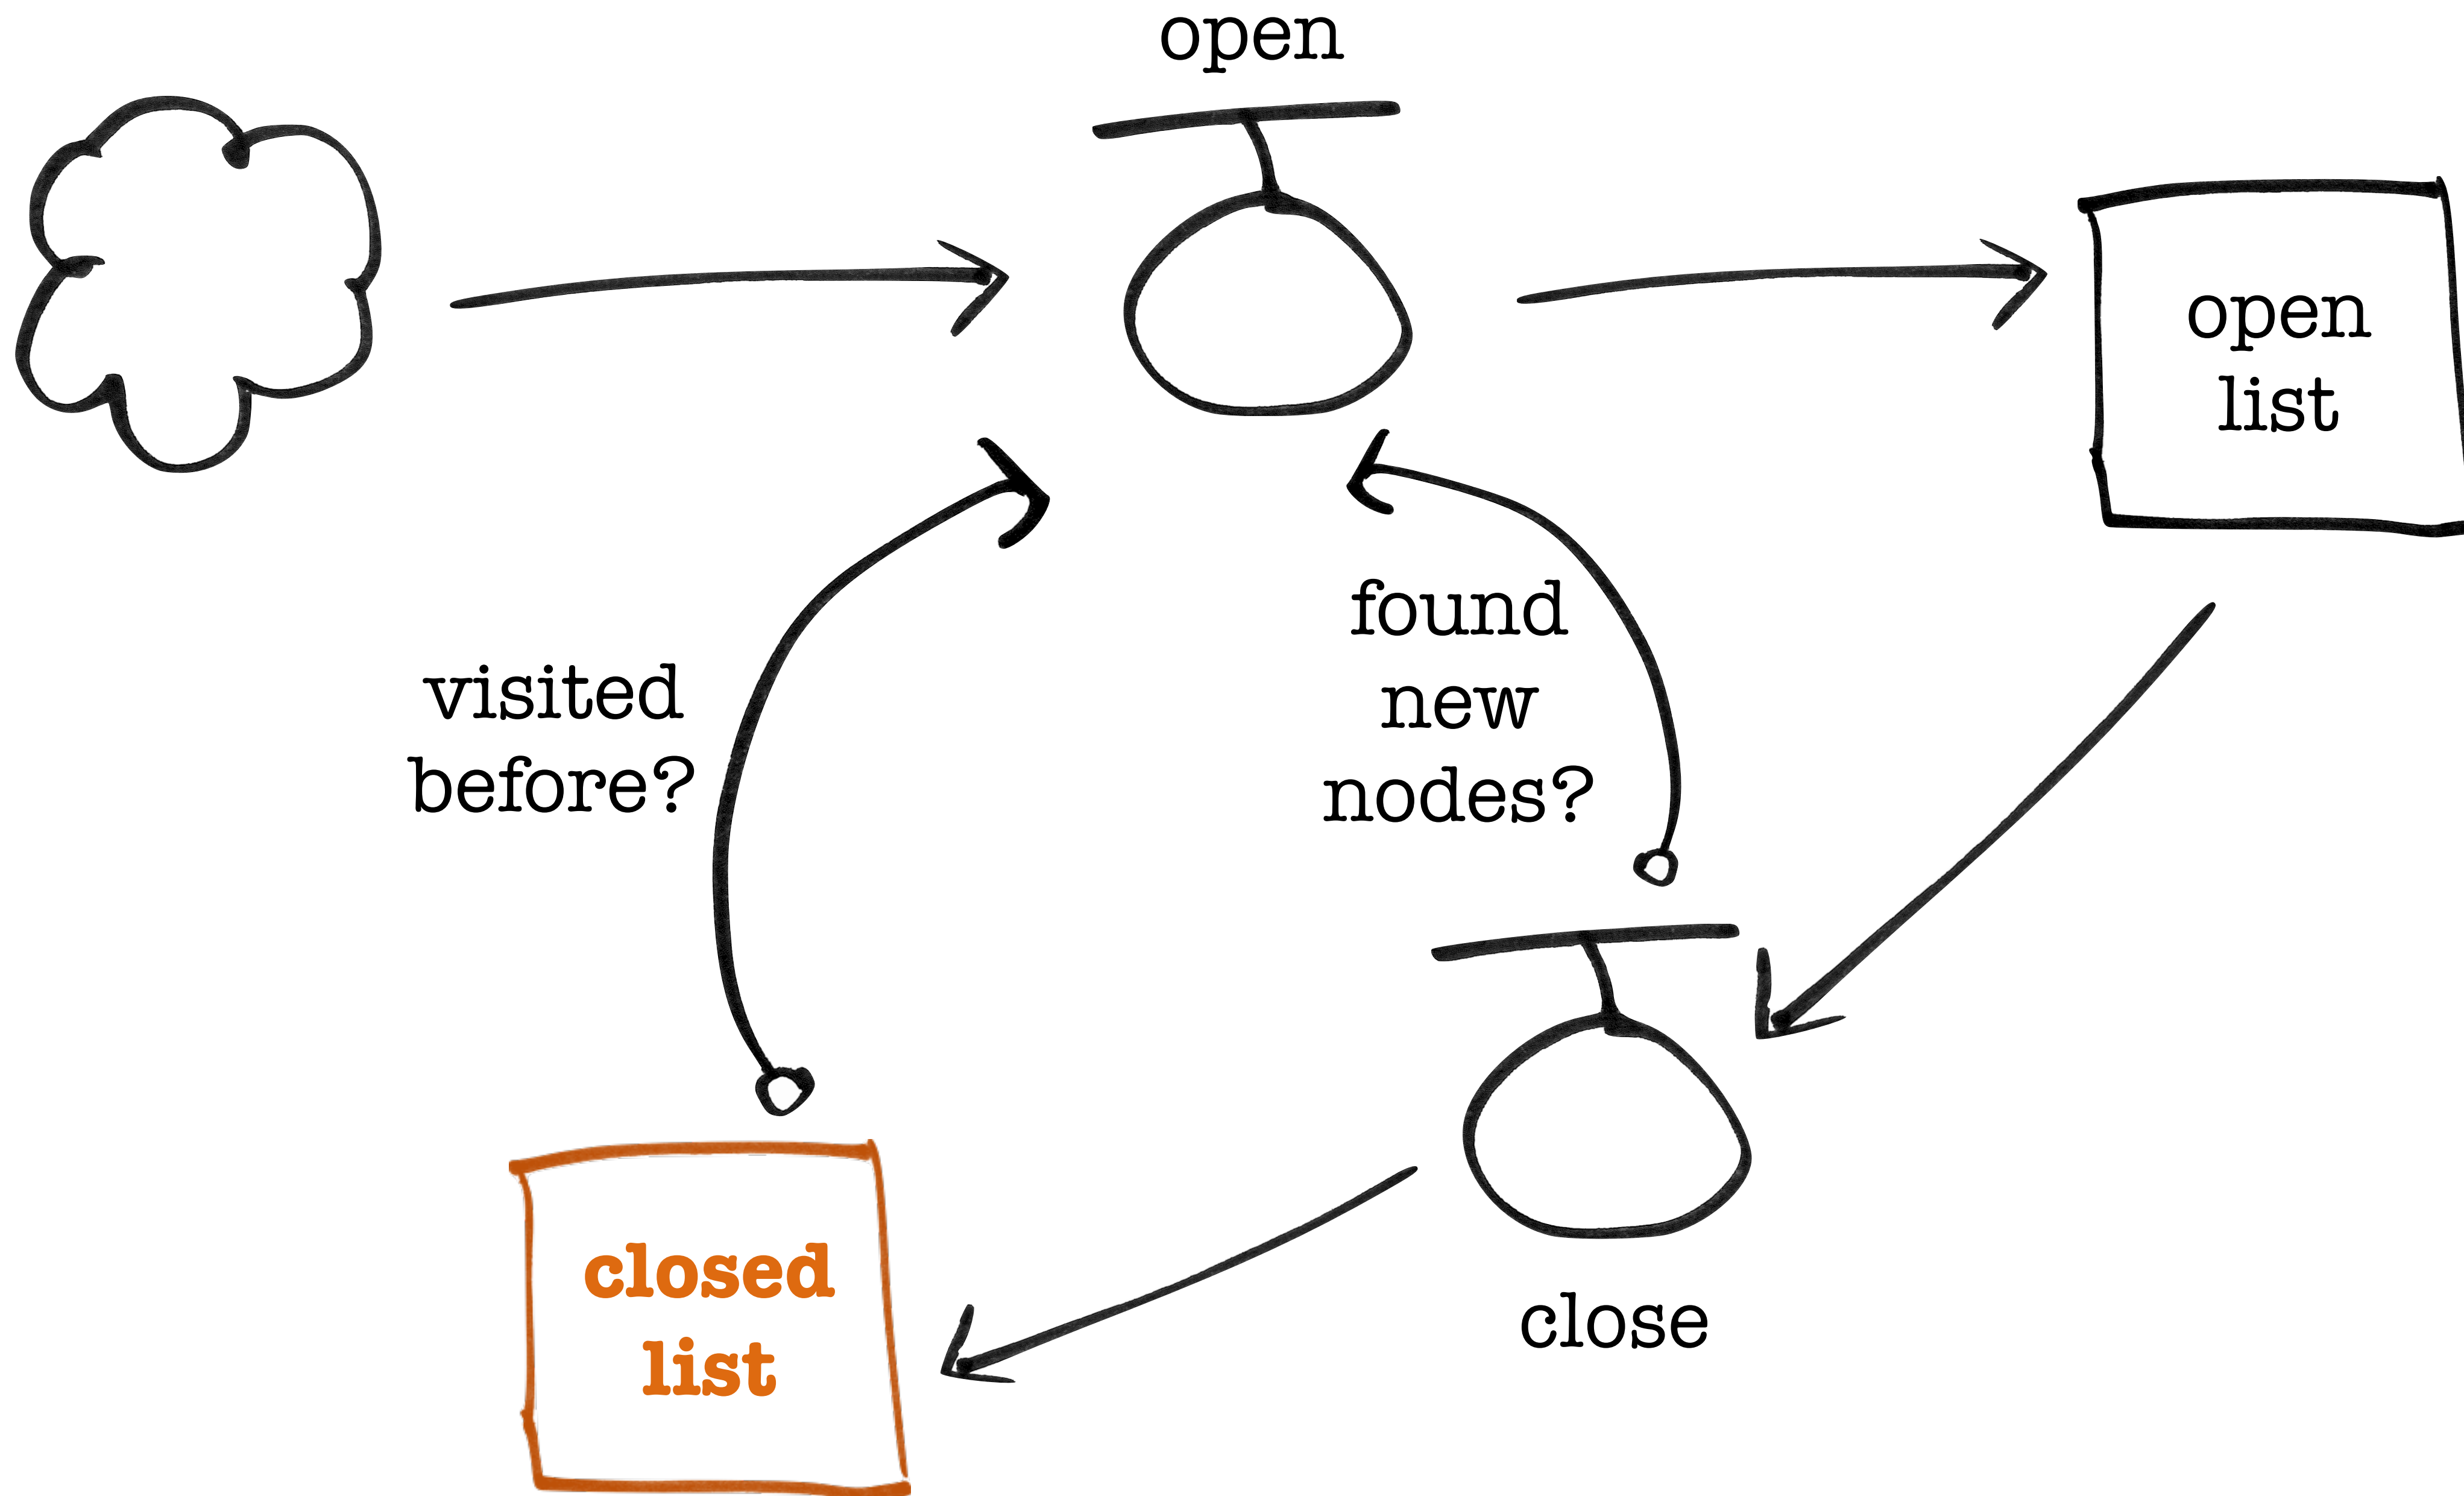 open
open
list
found
new
nodes?
visited
before?
close
closed
list